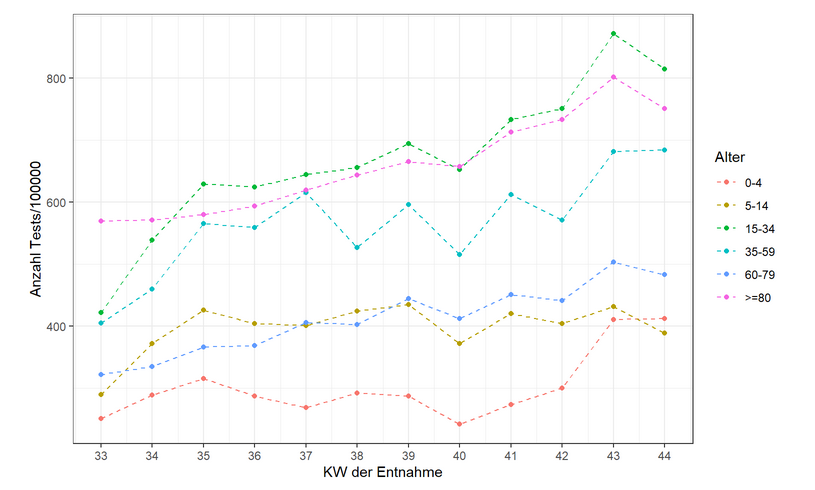 Anzahl Tests/100000
800
600
400
33 34 35 36 37 38 39 40 41 42 43 44
KW der Entnahme
Alter
0-4
5-14
15-34
35-59
60-79
>=80